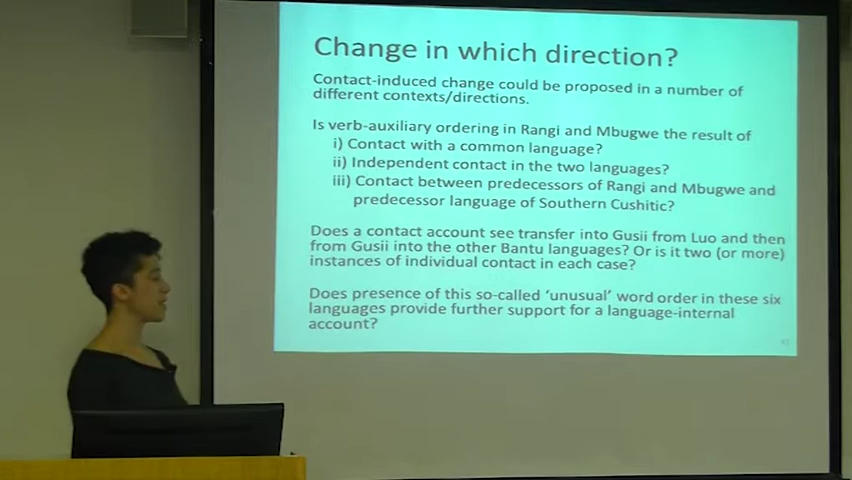 Change in which direction?
Contact-induced change could be proposed in a number of
different contexts/directions.
Is verb-auxiliary ordering in Rangi and Mbugwe the result of
i) Contact with a common language?
ii) Independent contact in the two languages?
iii) Contact between predecessors of Rangi and Mbugwe and
predecessor language of Southern Cushitic?
Does a contact account see transfer into Gusii from Luo and then
from Gusii into the other Bantu languages? Or is it two (or more)
instances of individual contact in each case?
Does presence of this so-called ‘unusual’ word order in these six
languages provide further support for a language-internal
account?